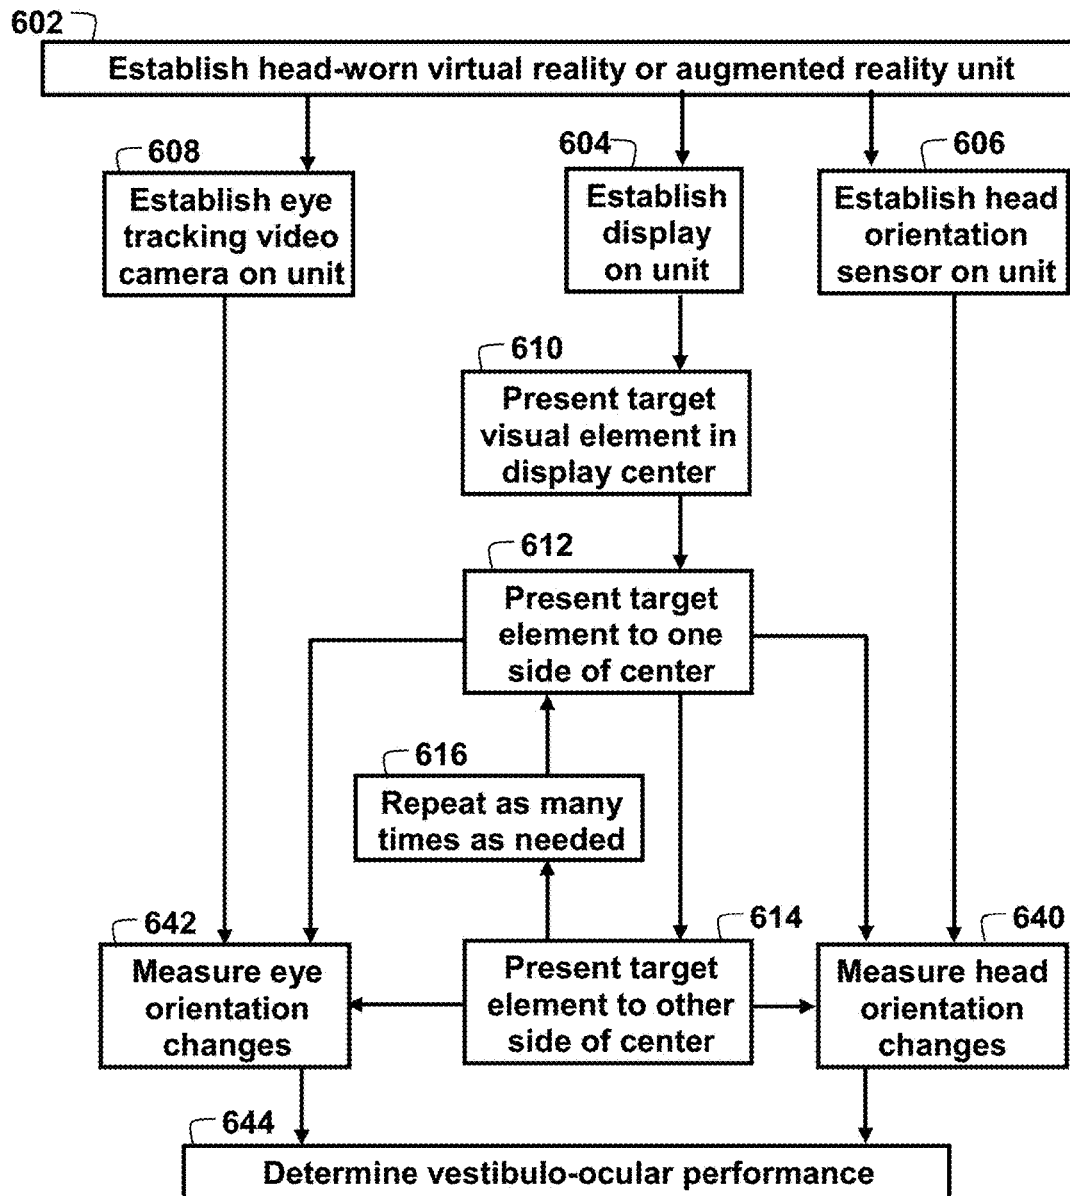 602
Establish head-worn virtual reality or augmented reality unit
608
Establish eye
tracking video
camera on unit
604
Establish
display
on unit
606
Establish head
orientation
sensor on unit
610
Present target
visual element in
display center
612
Present target
element to one
side of center
616
Repeat as many
times as needed
642
Measure eye
orientation
changes
614
Present target
element to other
side of center
640
Measure head
orientation
changes
644
Determine vestibulo-ocular performance